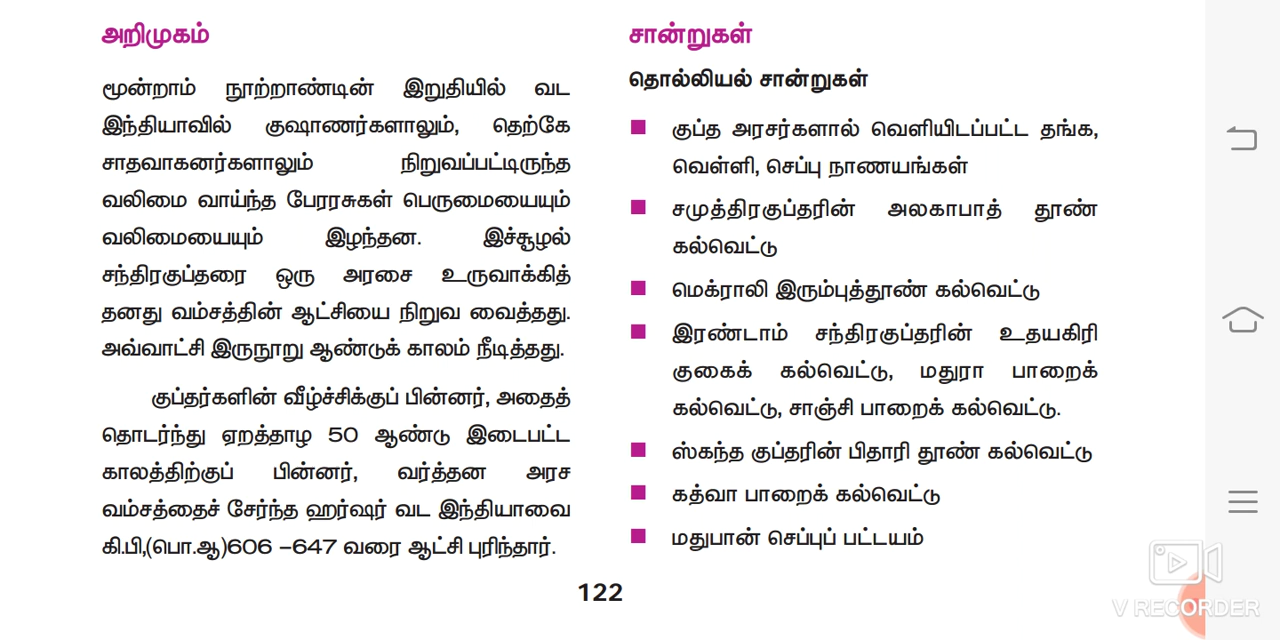 அறிமுகம்
மூன்றாம் நூற்றாண்டின் இறுதியில் வட
இந்தியாவில் குஷாணர்களாலும், தெற்கே
சாதவாகனர்களாலும் நிறுவப்பட்டிருந்த
வலிமை வாய்ந்த பேரரசுகள் பெருமையையும்
வலிமையையும் இழந்தன. இச்சூழல்
சந்திரகுப்தரை ஒரு அரசை உருவாக்கித்
தனது வம்சத்தின் ஆட்சியை நிறுவ வைத்தது.
அவ்வாட்சி இருநூறு ஆண்டுக் காலம் நீடித்தது.
குப்தர்களின் வீழ்ச்சிக்குப் பின்னர், அதைத்
தொடர்ந்து ஏறத்தாழ 50 ஆண்டு இடைபட்ட
காலத்திற்குப் பின்னர், வர்த்தன அரச
வம்சத்தைச் சேர்ந்த ஹர்ஷர் வட இந்தியாவை
கி.பி,(பொ.ஆ)606 –647 வரை ஆட்சி புரிந்தார்.
சான்றுகள்
தொல்லியல் சான்றுகள்
குப்த அரசர்களால் வெளியிடப்பட்ட தங்க,
வெள்ளி, செப்பு நாணயங்கள்
சமுத்திரகுப்தரின் அலகாபாத் தூண்
கல்வெட்டு
மெக்ராலி இரும்புத்தூண் கல்வெட்டு
இரண்டாம் சந்திரகுப்தரின் உதயகிரி
குகைக் கல்வெட்டு, மதுரா பாறைக்
கல்வெட்டு, சாஞ்சி பாறைக் கல்வெட்டு.
ஸ்கந்த குப்தரின் பிதாரி தூண் கல்வெட்டு
கத்வா பாறைக் கல்வெட்டு
மதுபான் செப்புப் பட்டயம்
122
V RECORDER